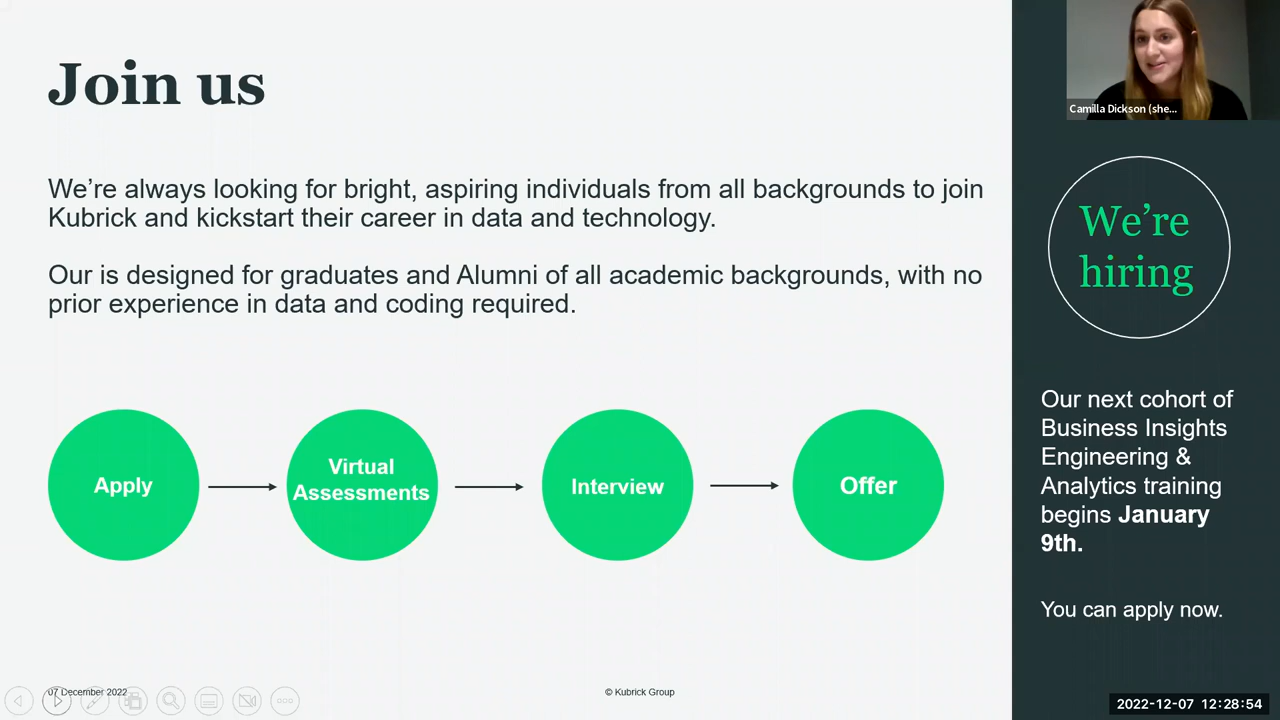 Join us
We’re always looking for bright, aspiring individuals from all backgrounds to join
Kubrick and kickstart their career in data and technology.
Our is designed for graduates and Alumni of all academic backgrounds, with no
prior experience in data and coding required.
Apply
Virtual
Assessments
Interview
Offer
07 December 2022
© Kubrick Group
Camilla Dickson (she...
We’re
hiring
Our next cohort of
Business Insights
Engineering &
Analytics training
begins January
9th.
You can apply now.
2022-12-07 12:28:54